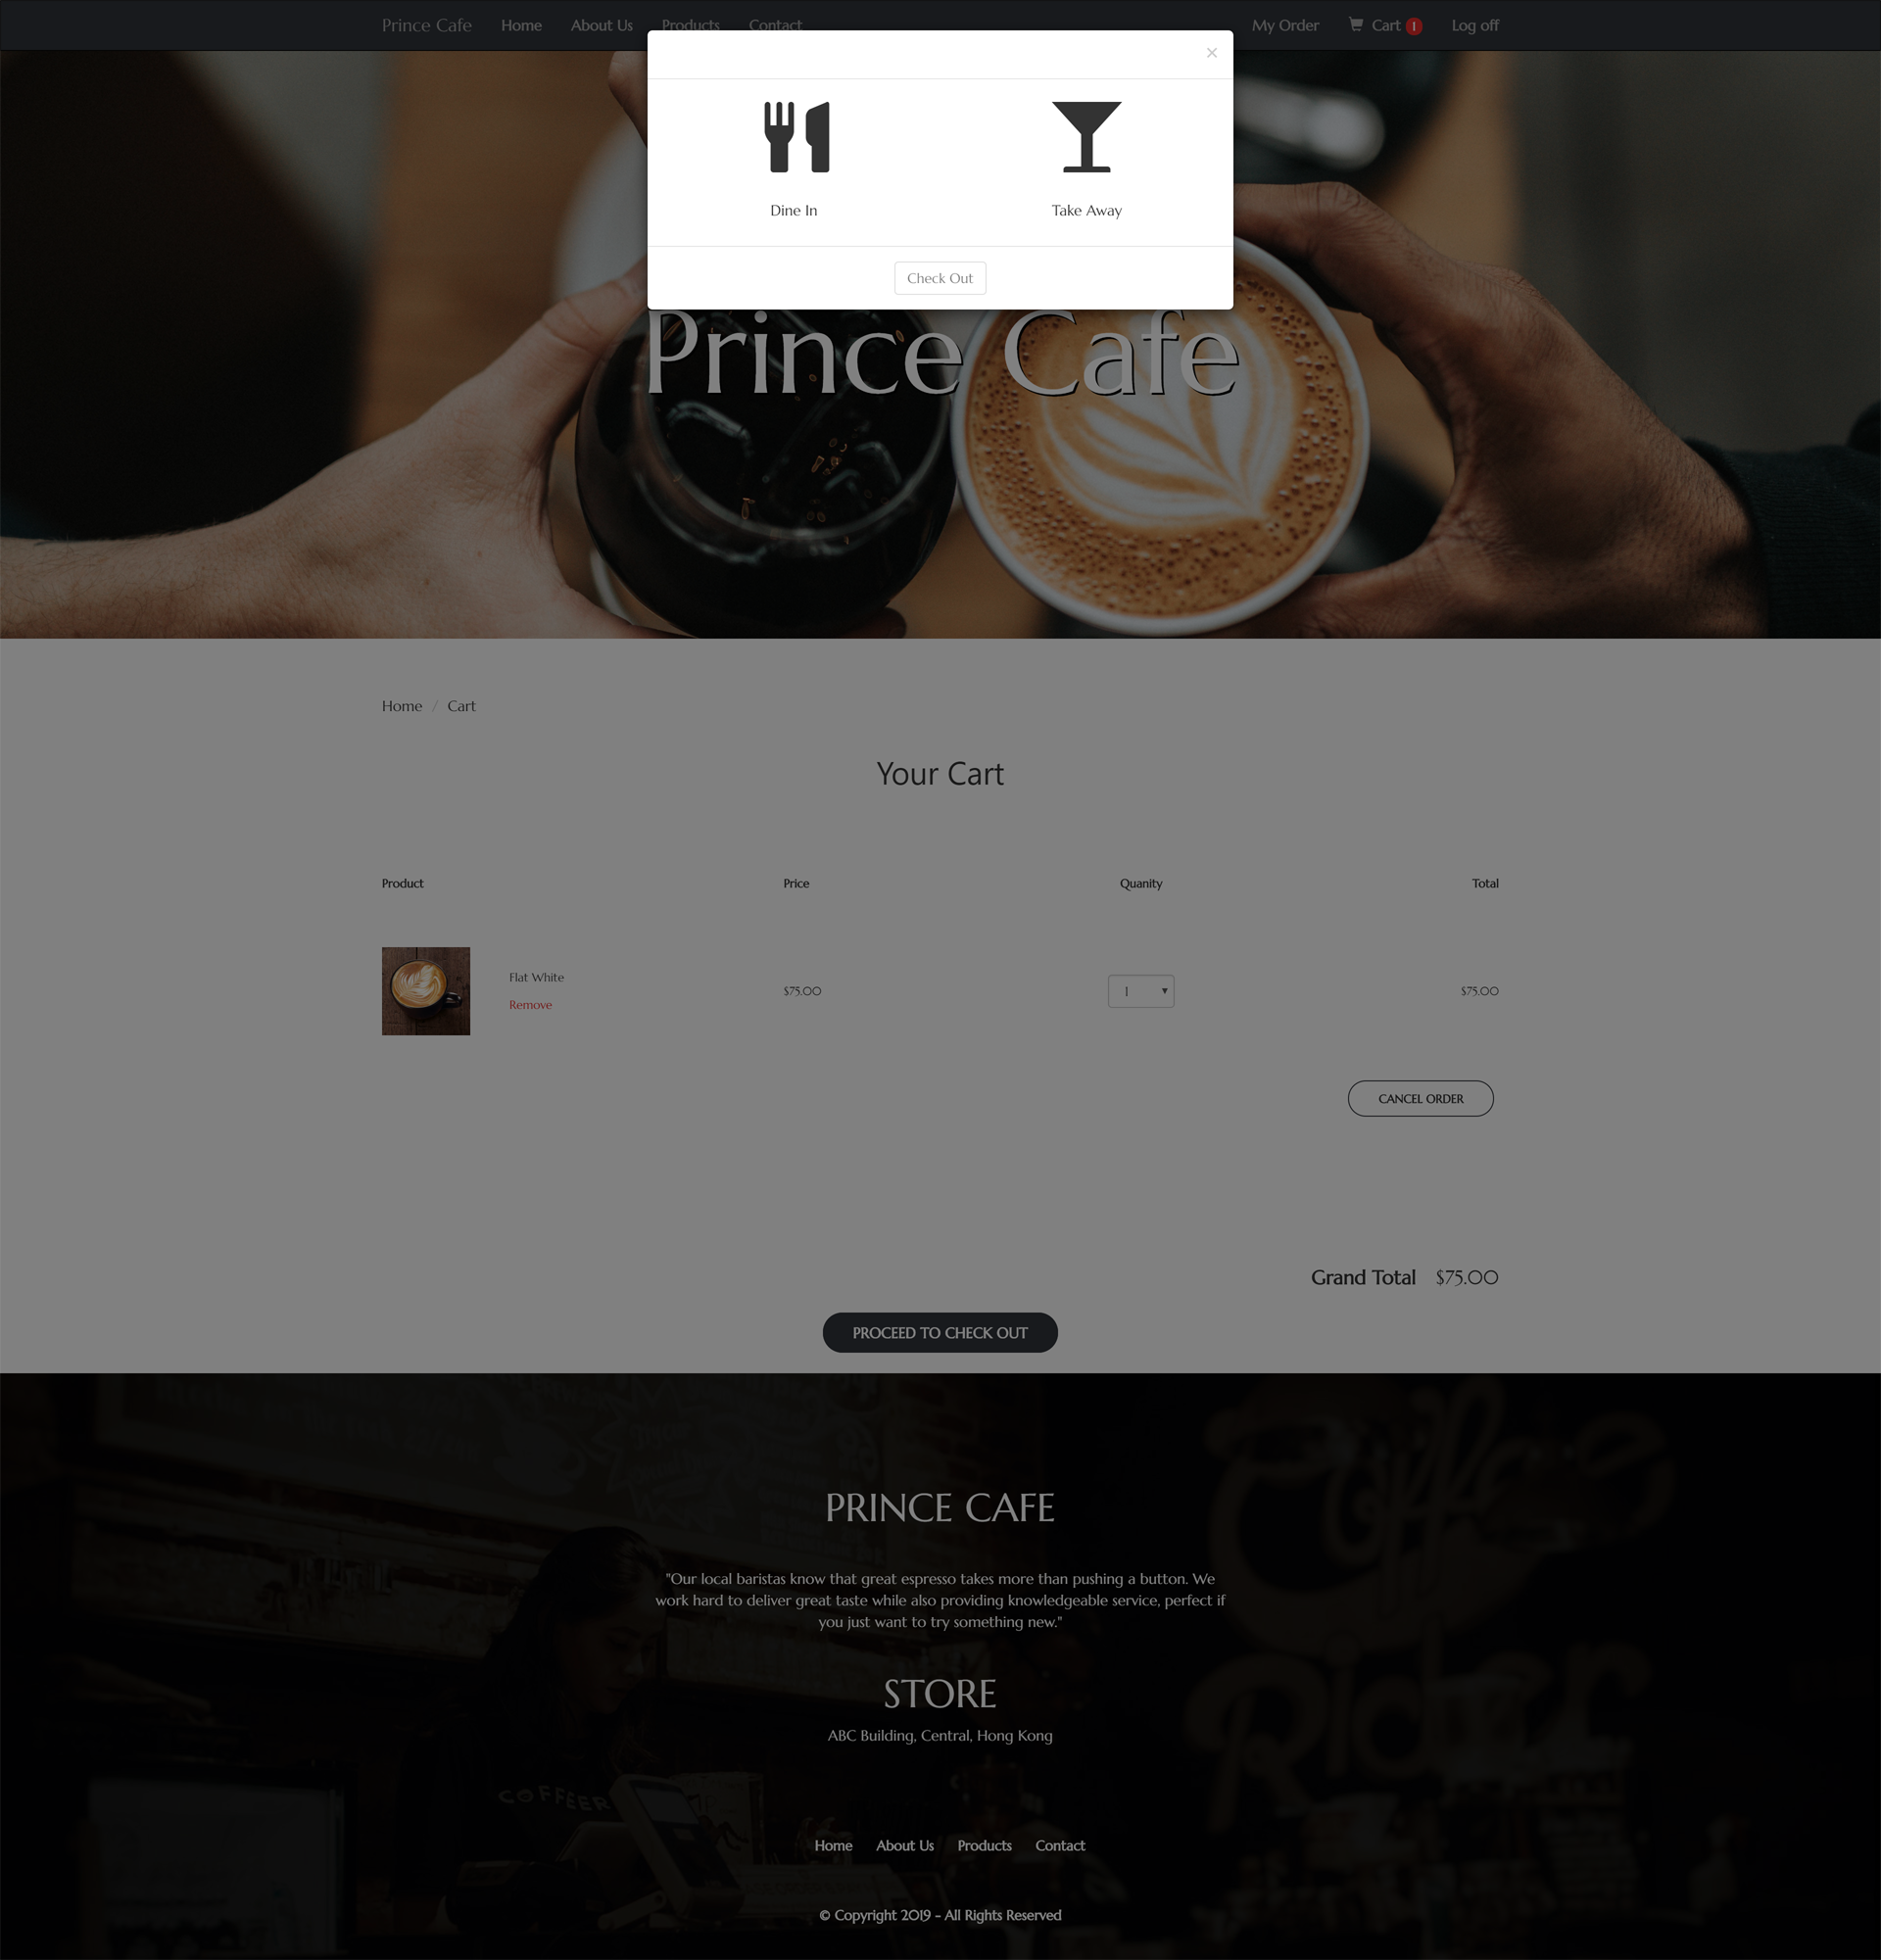 Prince Cafe Home About Us Products Contact My Order Cart 1 Log off
×
Dine In Take Away
Check Out
Prince Cafe
Home / Cart
Your Cart
Product Price Quanity Total
Flat White
Remove
$75.00 1 $75.00
CANCEL ORDER
Grand Total $75.00
PROCEED TO CHECK OUT
Coffee
Rider
PRINCE CAFE
"Our local baristas know that great espresso takes more than pushing a button. We
work hard to deliver great taste while also providing knowledgeable service, perfect if
you just want to try something new."
STORE
ABC Building, Central, Hong Kong
COFFEER
Home About Us Products Contact
© Copyright 2019 - All Rights Reserved